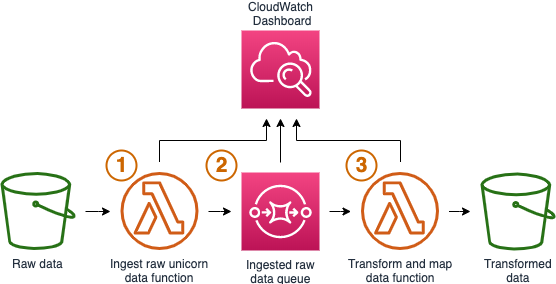 CloudWatch
Dashboard
1
2
3
Raw data
Ingest raw unicorn
data function
Ingested raw
data queue
Transform and map
data function
Transformed
data